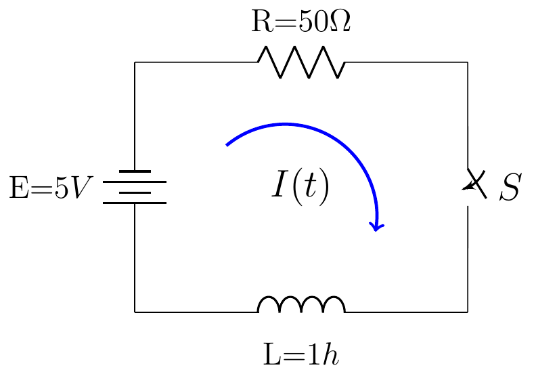 R=50Ω
E=5V
I(t)
S
L=1h